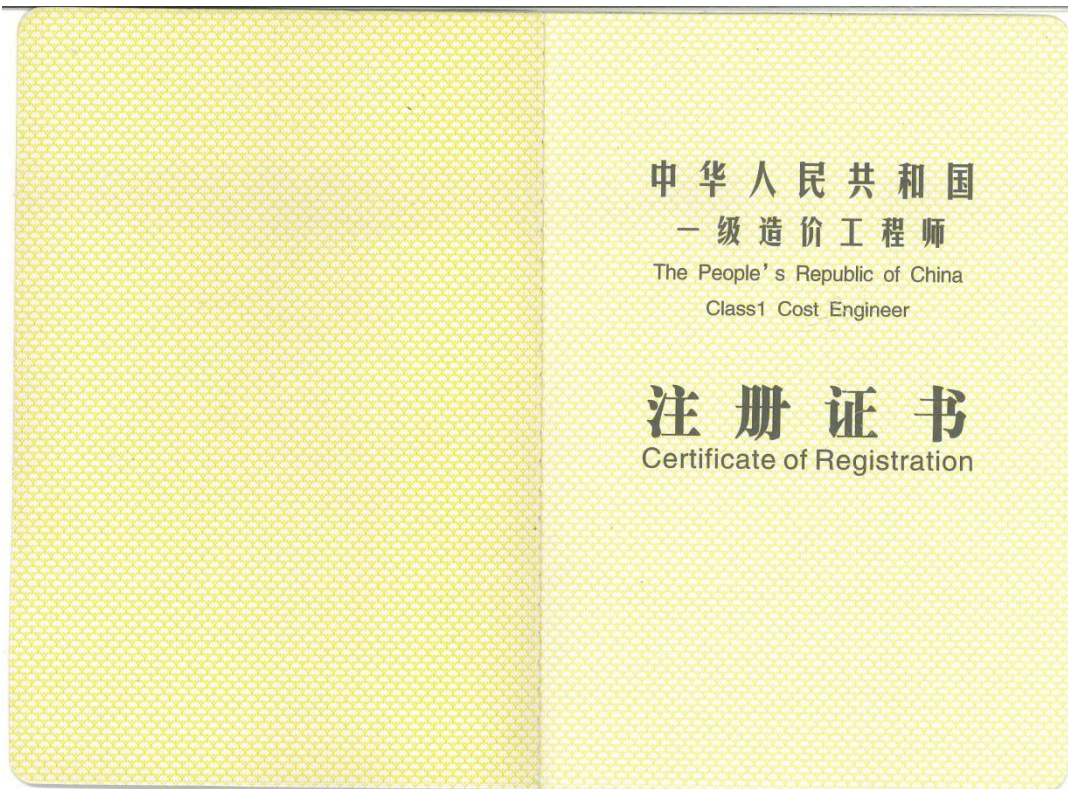 中华人民共和国
一级造价工程师
The People's Republic of China
Class1 Cost Engineer
注册证书
Certificate of Registration